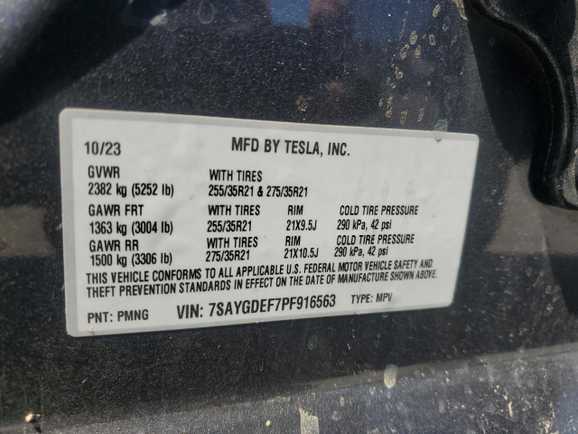 10/23 MFD BY TESLA, INC.
GVWR WITH TIRES
2382 kg (5252 lb) 255/35R21 & 275/35R21
GAWR FRT WITH TIRES RIM COLD TIRE PRESSURE
1363 kg (3004 lb) 255/35R21 21X9.5J 290 kPa, 42 psi
GAWR RR WITH TIRES RIM COLD TIRE PRESSURE
1500 kg (3306 lb) 275/35R21 21X10.5J 290 kPa, 42 psi
THIS VEHICLE CONFORMS TO ALL APPLICABLE U.S. FEDERAL MOTOR VEHICLE SAFETY AND
THEFT PREVENTION STANDARDS IN EFFECT ON THE DATE OF MANUFACTURE SHOWN ABOVE.
PNT: PMNG VIN: 7SAYGDEF7PF916563 TYPE: MPV